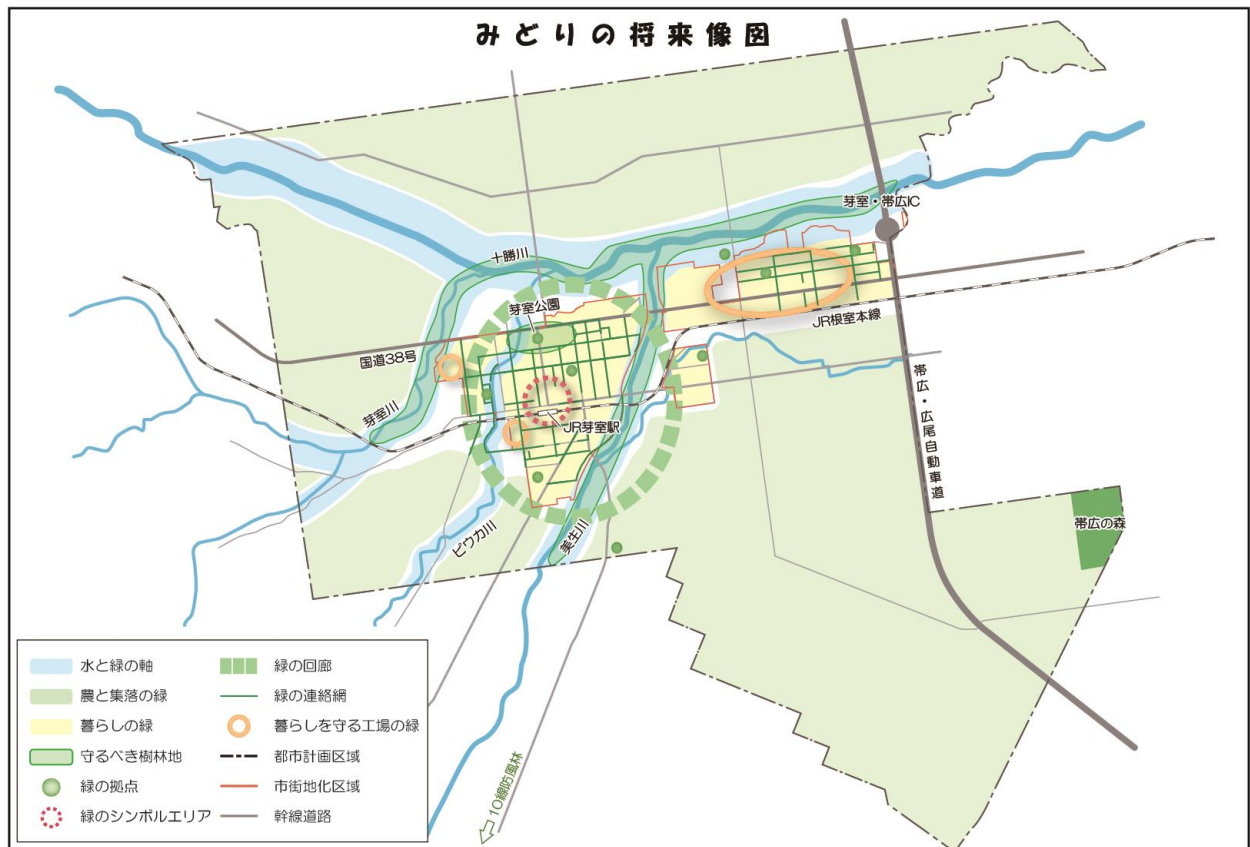 みどりの将来像図
芽室・帯広IC
十勝川
芽室公園
JR根室本線
国道38号
芽室川
JR芽室駅
帯広・広尾自動車道
ピウカ川
美生川
帯広の森
10線防風林
水と緑の軸
緑の回廊
農と集落の緑
緑の連絡網
暮らしの緑
暮らしを守る工場の緑
守るべき樹林地
都市計画区域
緑の拠点
市街地化区域
緑のシンボルエリア
幹線道路